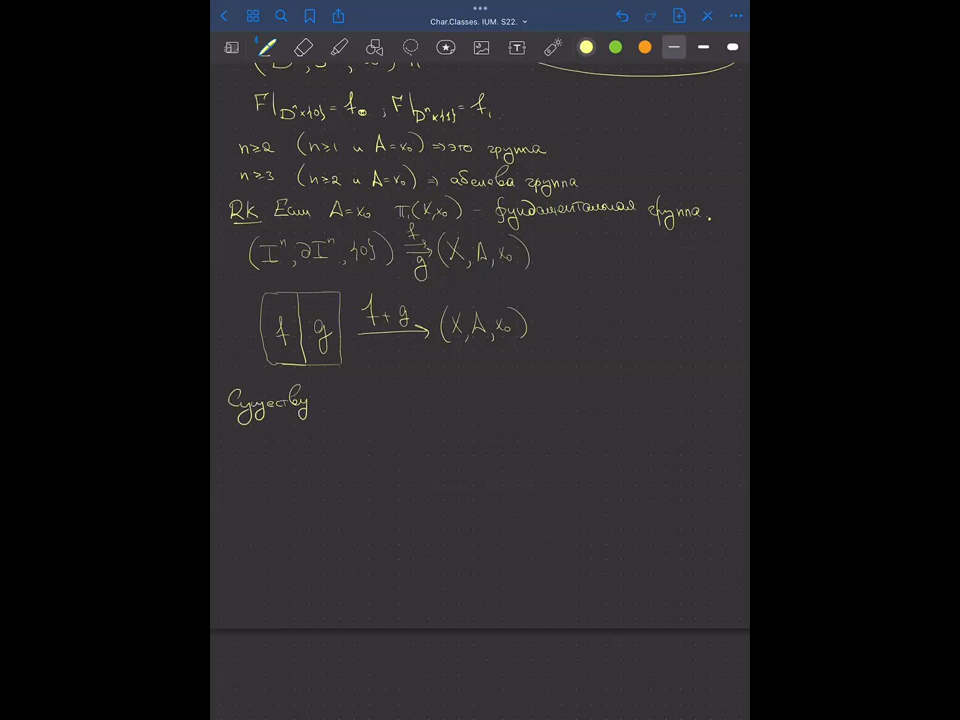 Char.Classes. IUM. S22.
F|_{D^n×{0}} = f_0 ; F|_{D^n×{1}} = f_1.
n≥2 (n≥1 и A=x_0) ⇒ это группа
n≥3 (n≥2 и A=x_0) ⇒ абелева группа
Rk Если A=x_0 π_1(X,x_0) - фундаментальная группа.
(I^n, ∂I^n, {0}) f ⇉ g (X, A, x_0)
f g f+g → (X, A, x_0)
Существу